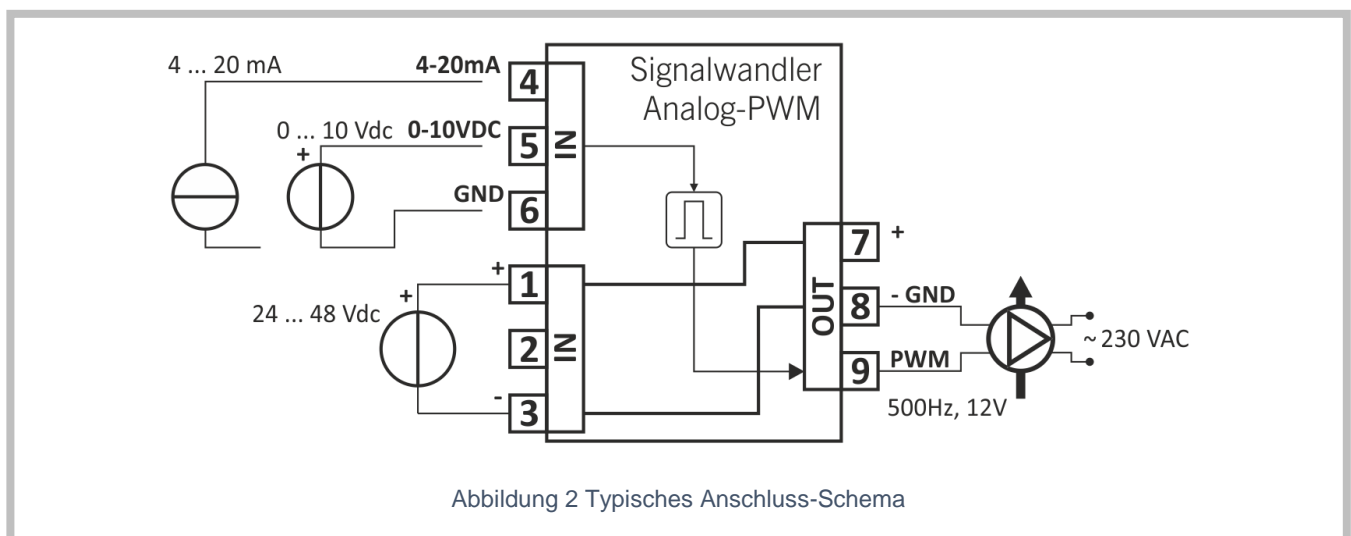 4 ... 20 mA
4-20mA
4
Signalwandler
Analog-PWM
0 ... 10 Vdc
0-10VDC
+
5
IN
GND
6
7
+
+
1
+
24 ... 48 Vdc
2
IN
OUT
8
- GND
~ 230 VAC
9
PWM
-
3
500Hz, 12V
Abbildung 2 Typisches Anschluss-Schema